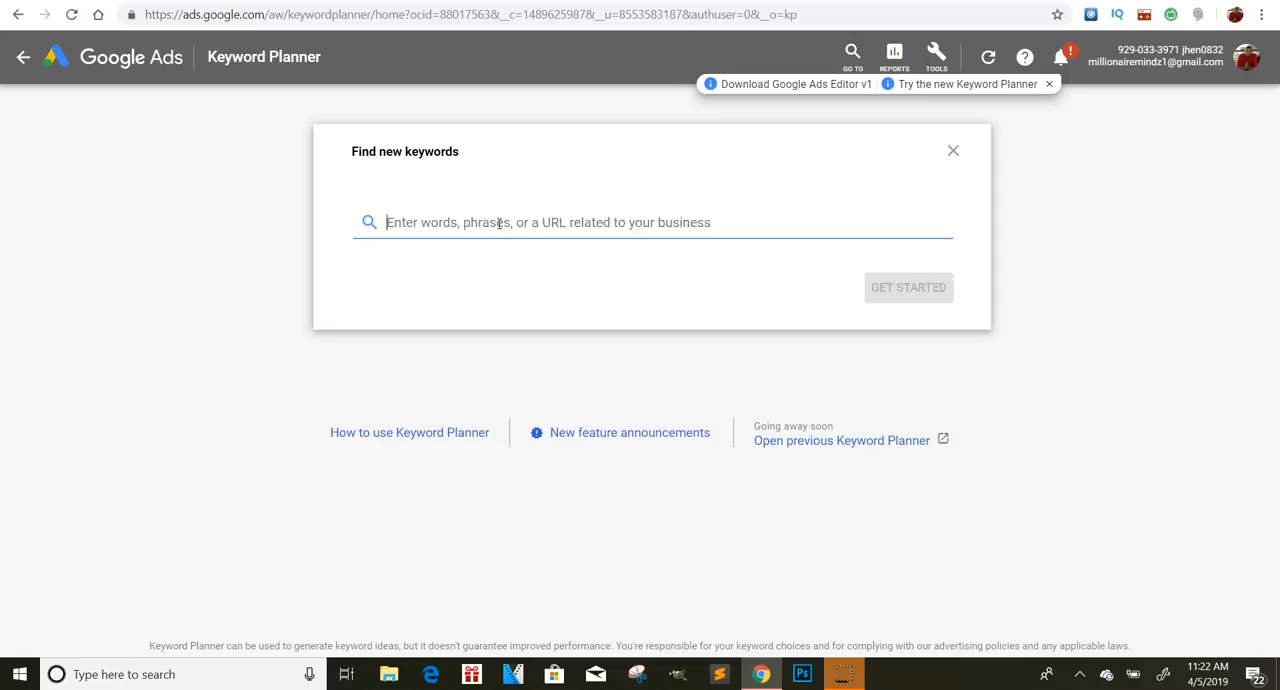 https://ads.google.com/aw/keywordplanner/home?ocid=88017563&__c=1489625987&__u=8553583187&authuser=0&__o=kp
IQ
Google Ads
Keyword Planner
GO TO
REPORTS
TOOLS
!
929-033-3971 jhen0832
millionairemindz1@gmail.com
Download Google Ads Editor v1
Try the new Keyword Planner
Find new keywords
Enter words, phrases, or a URL related to your business
GET STARTED
How to use Keyword Planner
New feature announcements
Going away soon
Open previous Keyword Planner
Keyword Planner can be used to generate keyword ideas, but it doesn't guarantee improved performance. You're responsible for your keyword choices and for complying with our advertising policies and any applicable laws.
Type here to search
Ps
11:22 AM
4/5/2019
22